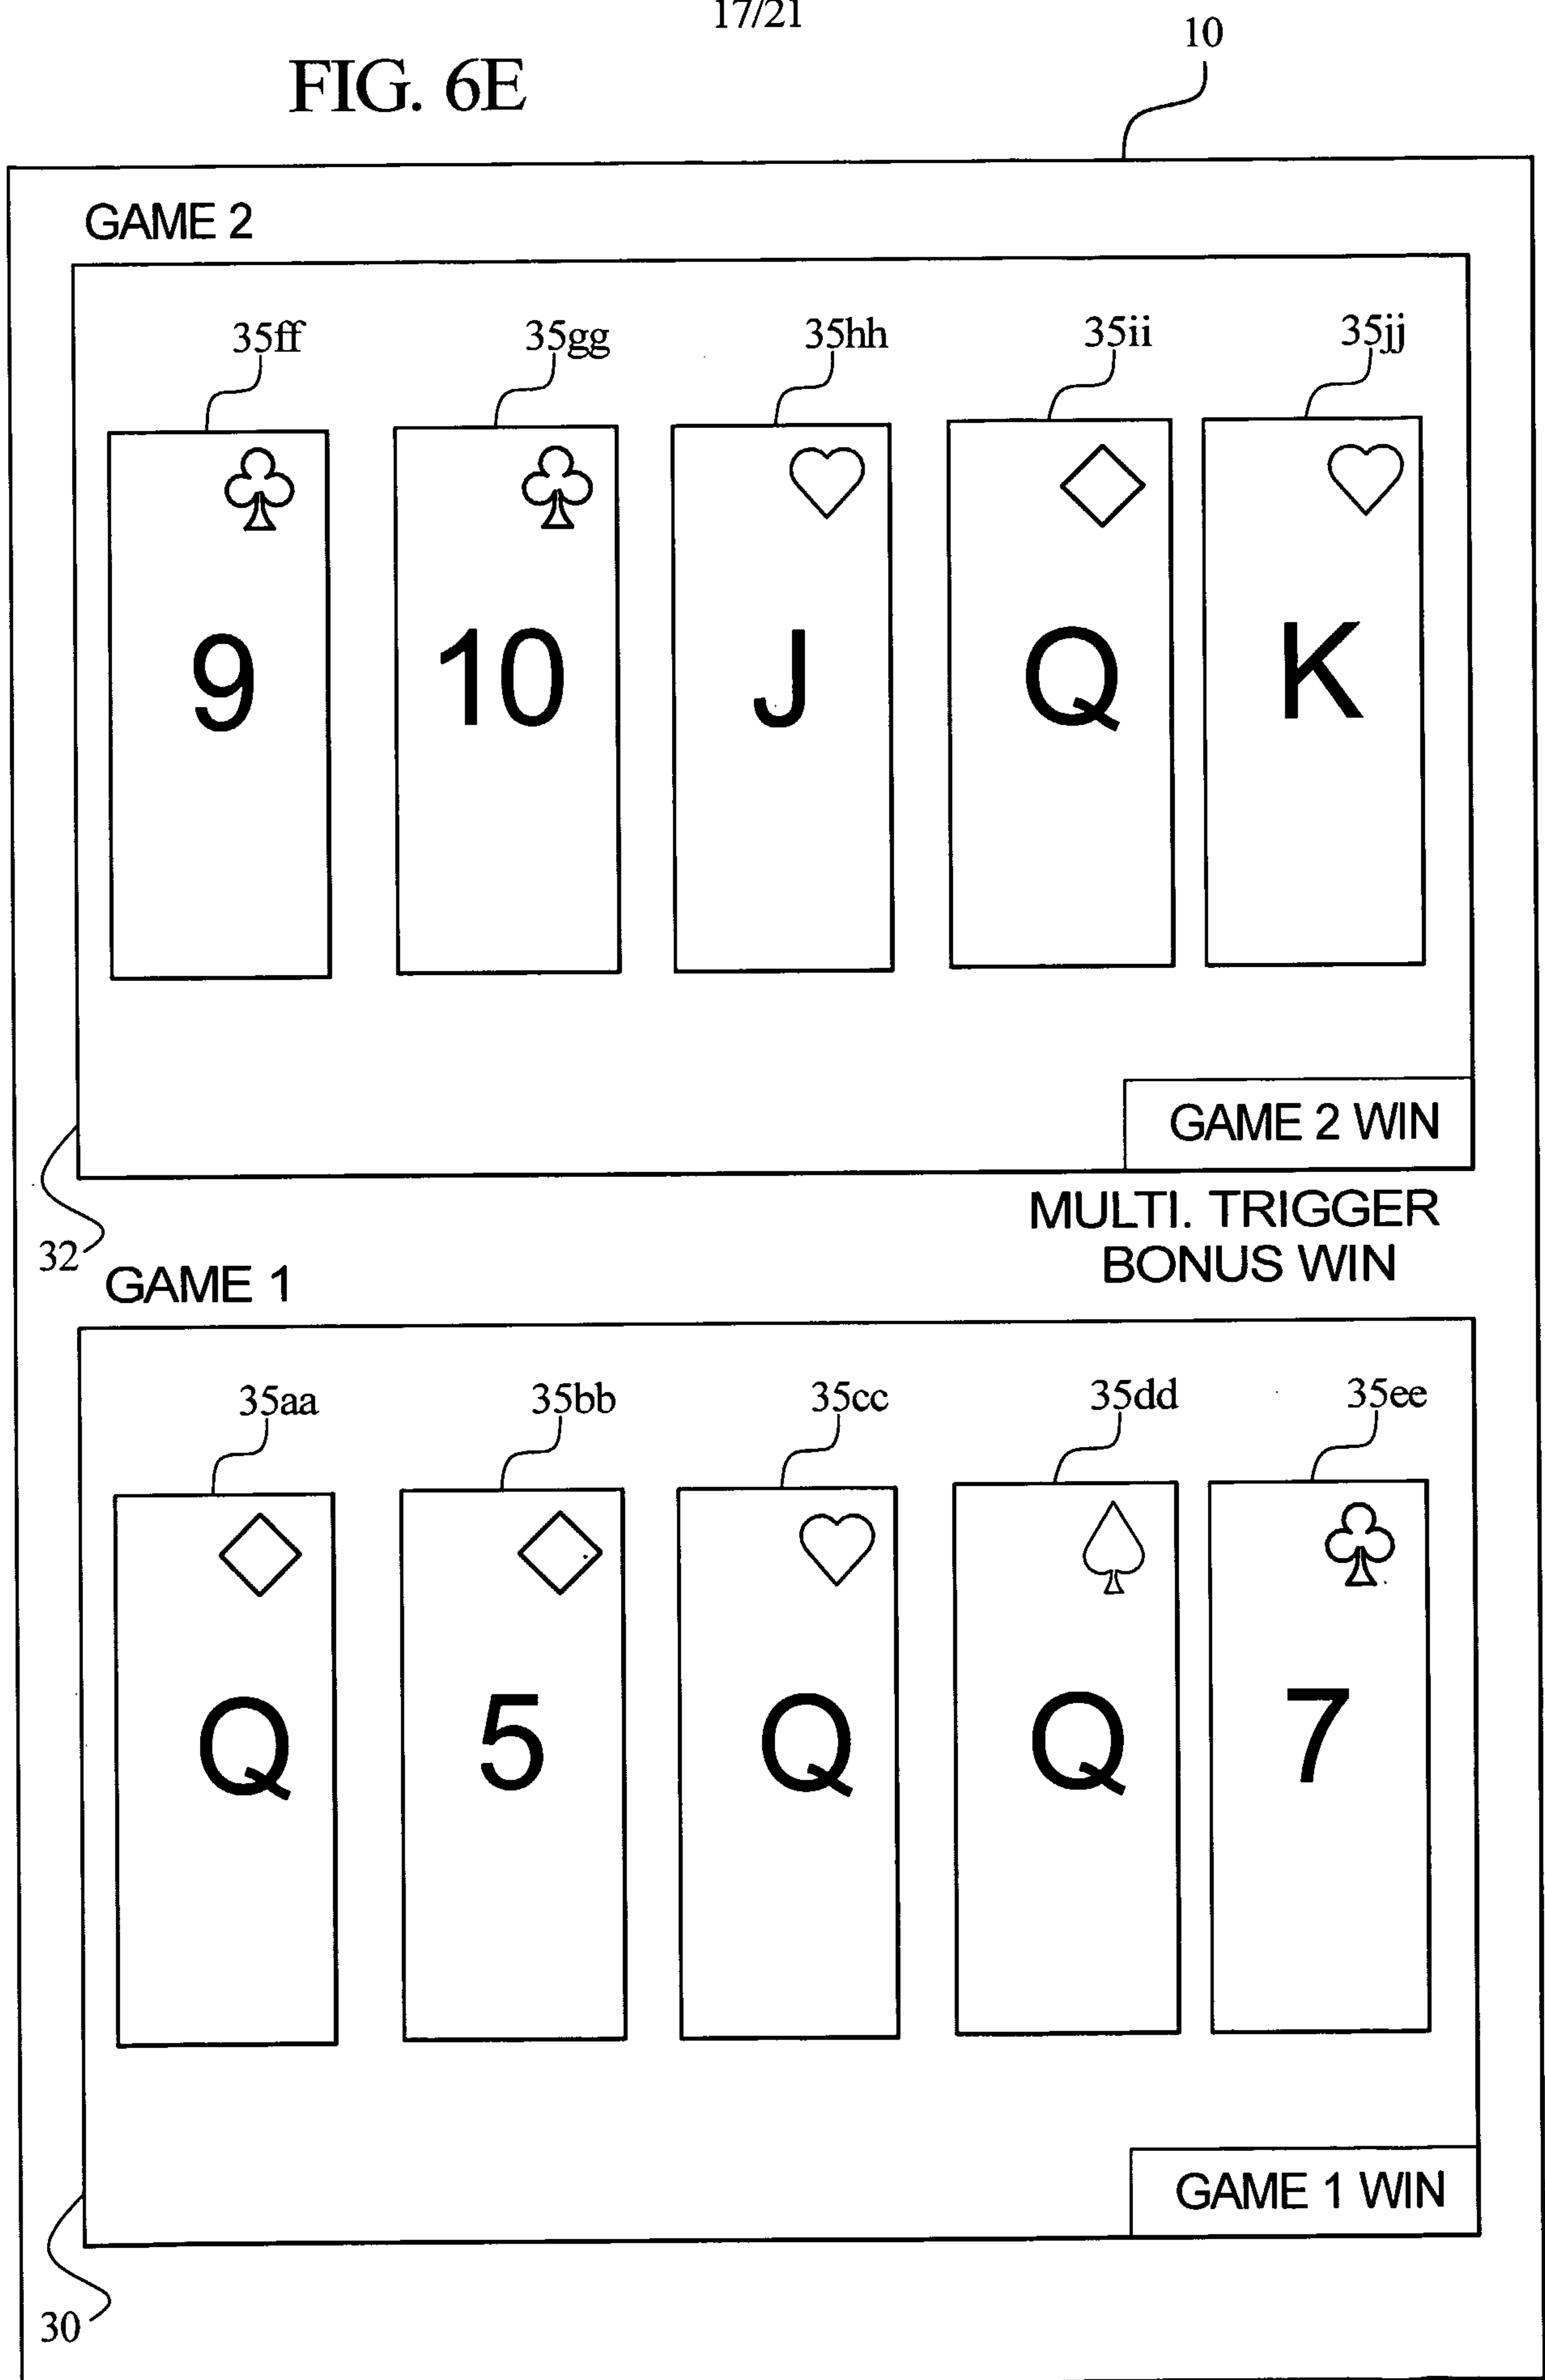 17/21
FIG. 6E
10
GAME 2
35ff 35gg 35hh 35ii 35jj
9 10 J Q K
GAME 2 WIN
32
MULTI. TRIGGER
BONUS WIN
GAME 1
35aa 35bb 35cc 35dd 35ee
Q 5 Q Q 7
GAME 1 WIN
30